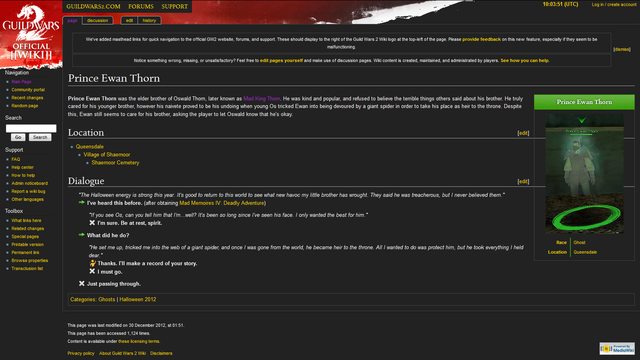 GUILDWARS2.COM FORUMS SUPPORT
10:03:51 (UTC)
Log in / create account
page discussion edit history
GUILD WARS 2
OFFICIAL
WIKI
We've added masthead links for quick navigation to the official GW2 website, forums, and support. These should display to the right of the Guild Wars 2 Wiki logo at the top-left of the page. Please provide feedback on this new feature, especially if they seem to be
malfunctioning.
[dismiss]
Notice something wrong, missing, or unsatisfactory? Feel free to edit pages yourself and make use of discussion pages. Wiki content is created, maintained, and administrated by players. See how you can help.
Navigation
Main Page
Community portal
Recent changes
Random page
Search
Go Search
Support
FAQ
Help center
How to help
Admin noticeboard
Report a wiki bug
Other languages
Toolbox
What links here
Related changes
Special pages
Printable version
Permanent link
Browse properties
Transclusion list
Prince Ewan Thorn
Prince Ewan Thorn was the elder brother of Oswald Thorn, later known as Mad King Thorn. He was kind and popular, and refused to believe the terrible things others said about his brother. He truly
cared for his younger brother, however his naivete proved to be his undoing when young Os tricked Ewan into being devoured by a giant spider in order to take his place as heir to the throne. Despite
this, Ewan still seems to care for his brother, asking the player to let Oswald know that he's okay.
Location [edit]
Queensdale
Village of Shaemoor
Shaemoor Cemetery
Dialogue [edit]
"The Halloween energy is strong this year. It's good to return to this world to see what new havoc my little brother has wrought. They said he was treacherous, but I never believed them."
I've heard this before. (after obtaining Mad Memories IV: Deadly Adventure)
"If you see Os, can you tell him that I'm...well? it's been so long since I've seen his face. I only wanted the best for him."
I'm sure. Be at rest, spirit.
What did he do?
"He set me up, tricked me into the web of a giant spider, and once I was gone from the world, he became heir to the throne. All I wanted to do was protect him, but he took everything I held
dear."
Thanks. I'll make a record of your story.
I must go.
Just passing through.
Prince Ewan Thorn
Race Ghost
Location Queensdale
Categories: Ghosts | Halloween 2012
This page was last modified on 30 December 2012, at 01:51.
This page has been accessed 1,124 times.
Content is available under these licensing terms.
Privacy policy About Guild Wars 2 Wiki Disclaimers
Powered by
MediaWiki